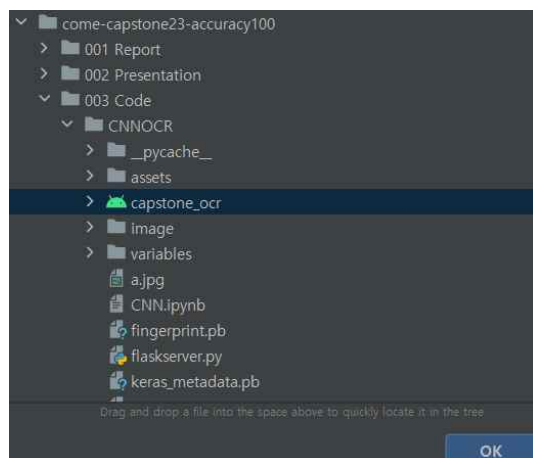 come-capstone23-accuracy100
001 Report
002 Presentation
003 Code
CNNOCR
__pycache__
assets
capstone_ocr
image
variables
a.jpg
CNN.ipynb
fingerprint.pb
flaskserver.py
keras_metadata.pb
Drag and drop a file into the space above to quickly locate it in the tree
OK